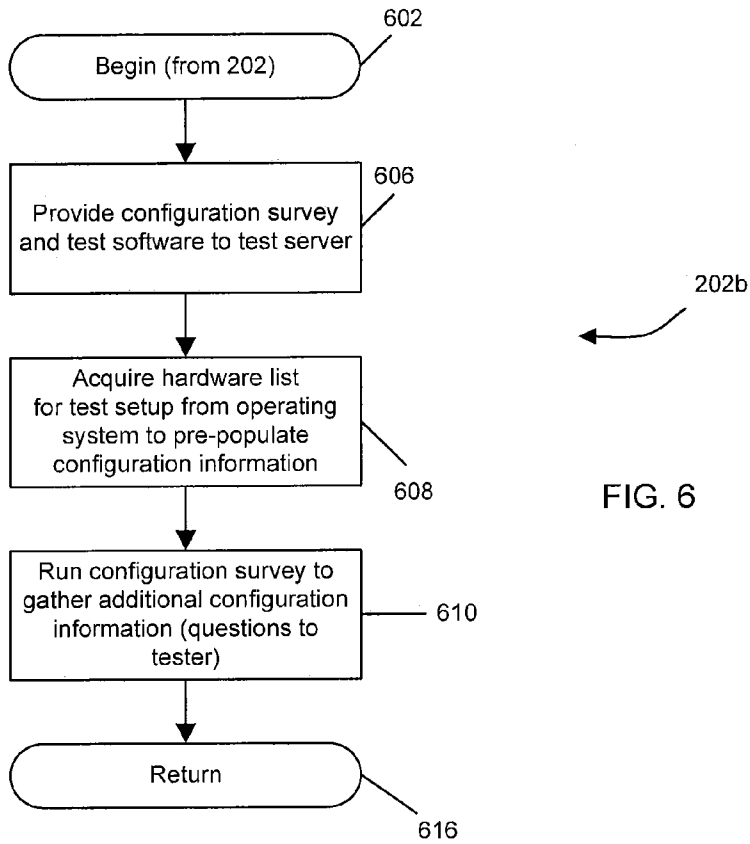 602
Begin (from 202)
606
Provide configuration survey
and test software to test server
202b
Acquire hardware list
for test setup from operating
system to pre-populate
configuration information
608
FIG. 6
Run configuration survey to
gather additional configuration
information (questions to
tester)
610
Return
616